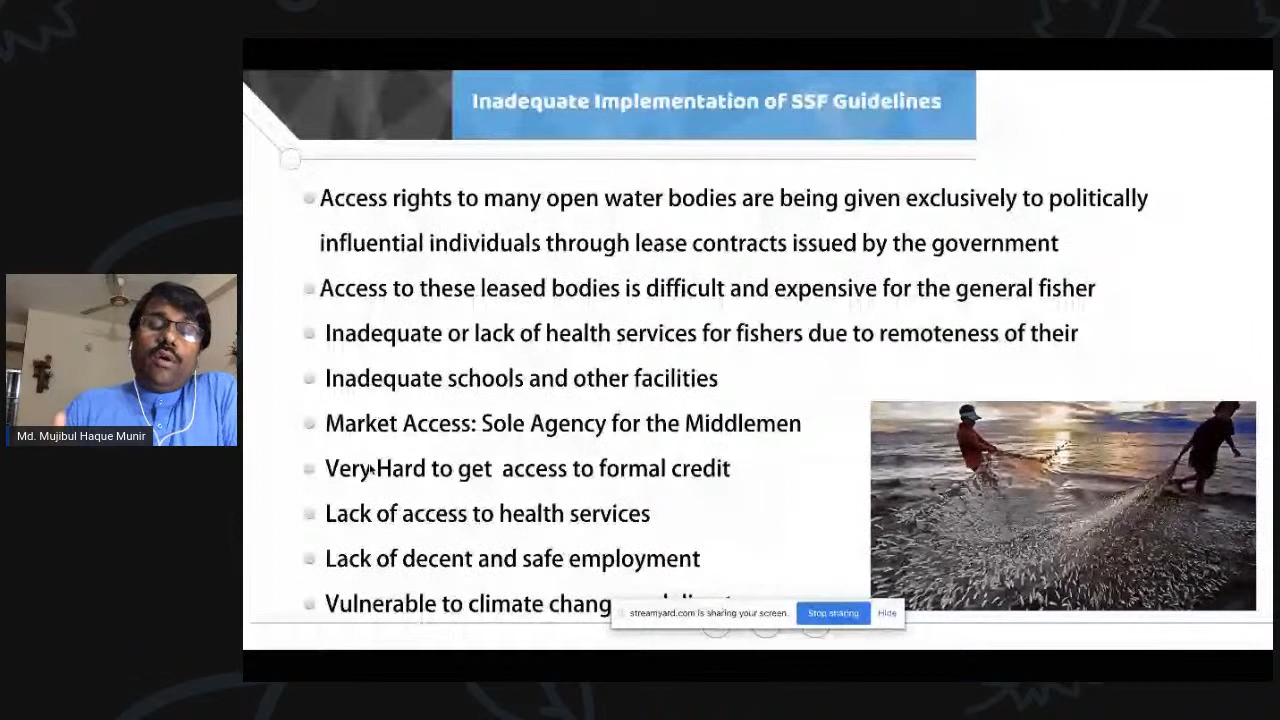 Inadequate Implementation of SSF Guidelines
Access rights to many open water bodies are being given exclusively to politically
influential individuals through lease contracts issued by the government
Access to these leased bodies is difficult and expensive for the general fisher
Inadequate or lack of health services for fishers due to remoteness of their
Inadequate schools and other facilities
Market Access: Sole Agency for the Middlemen
Very Hard to get access to formal credit
Lack of access to health services
Lack of decent and safe employment
Vulnerable to climate chang
streamyard.com is sharing your screen. Stop sharing Hide
Md. Mujibul Haque Munir